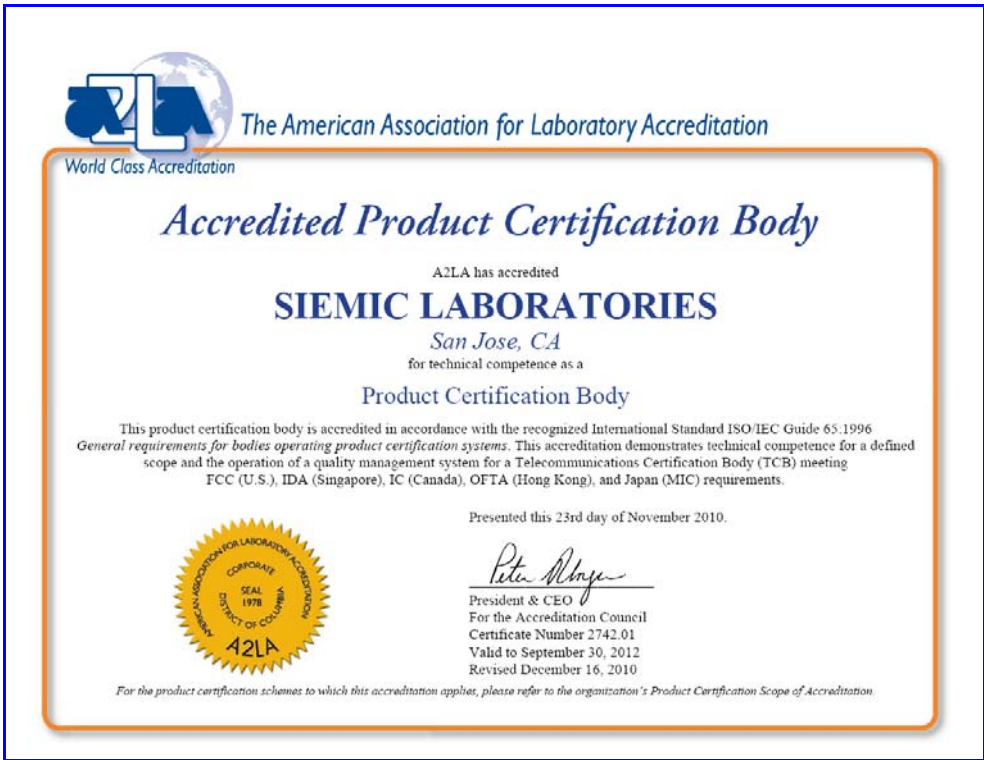 a2la
The American Association for Laboratory Accreditation
World Class Accreditation
Accredited Product Certification Body
A2LA has accredited
SIEMIC LABORATORIES
San Jose, CA
for technical competence as a
Product Certification Body
This product certification body is accredited in accordance with the recognized International Standard ISO/IEC Guide 65:1996
General requirements for bodies operating product certification systems. This accreditation demonstrates technical competence for a defined
scope and the operation of a quality management system for a Telecommunications Certification Body (TCB) meeting
FCC (U.S.), IDA (Singapore), IC (Canada), OFTA (Hong Kong), and Japan (MIC) requirements.
Presented this 23rd day of November 2010.
President & CEO
For the Accreditation Council
Certificate Number 2742.01
Valid to September 30, 2012
Revised December 16, 2010
AMERICAN ASSOCIATION FOR LABORATORY ACCREDITATION
CORPORATE
SEAL
1978
DISTRICT OF COLUMBIA
A2LA
For the product certification schemes to which this accreditation applies, please refer to the organization's Product Certification Scope of Accreditation.